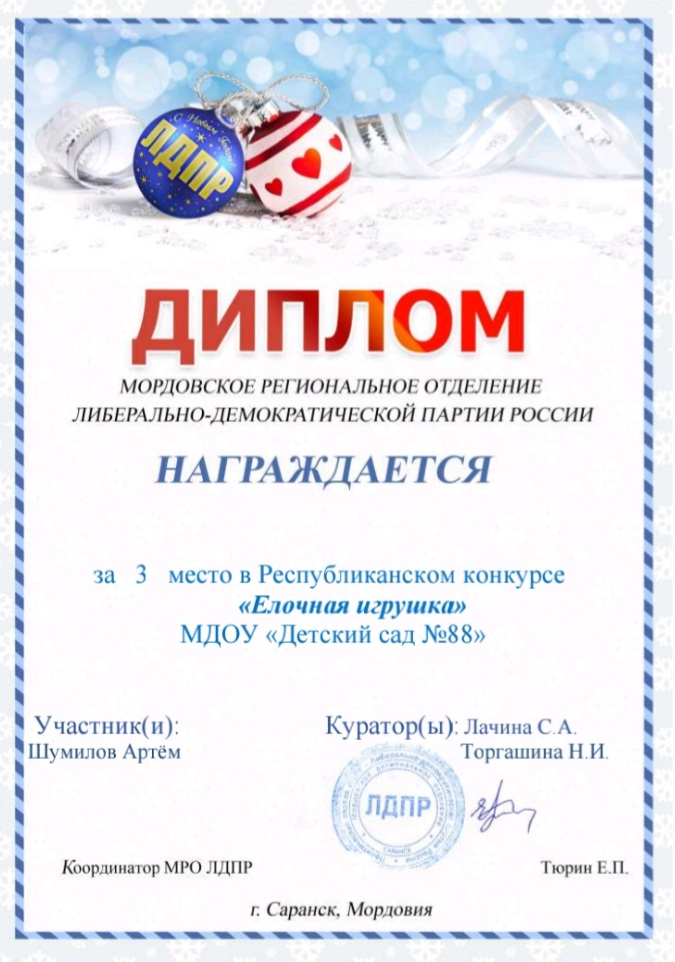 С Новым Годом!
ЛДПР
ДИПЛОМ
МОРДОВСКОЕ РЕГИОНАЛЬНОЕ ОТДЕЛЕНИЕ
ЛИБЕРАЛЬНО-ДЕМОКРАТИЧЕСКОЙ ПАРТИИ РОССИИ
НАГРАЖДАЕТСЯ
за 3 место в Республиканском конкурсе
«Елочная игрушка»
МДОУ «Детский сад №88»
Участник(и):
Шумилов Артём
Куратор(ы): Лачина С.А.
Торгашина Н.И.
ЛДПР
Координатор МРО ЛДПР
Тюрин Е.П.
г. Саранск, Мордовия